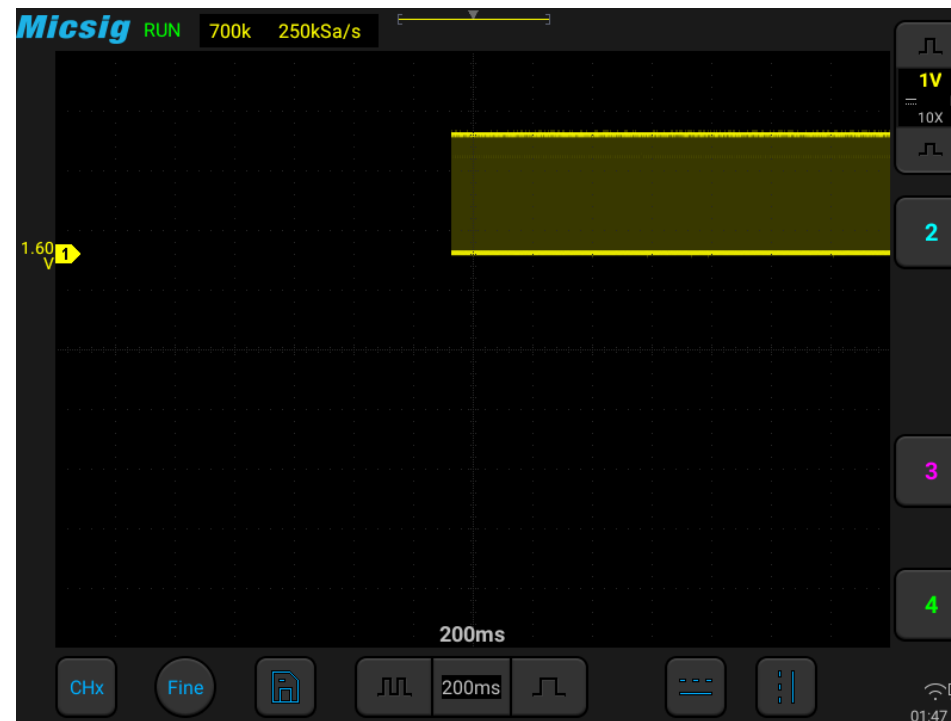 Micsig RUN 700k 250kSa/s
1V
10X
1.60
V
1
2
3
4
200ms
CHx Fine 200ms
01:47